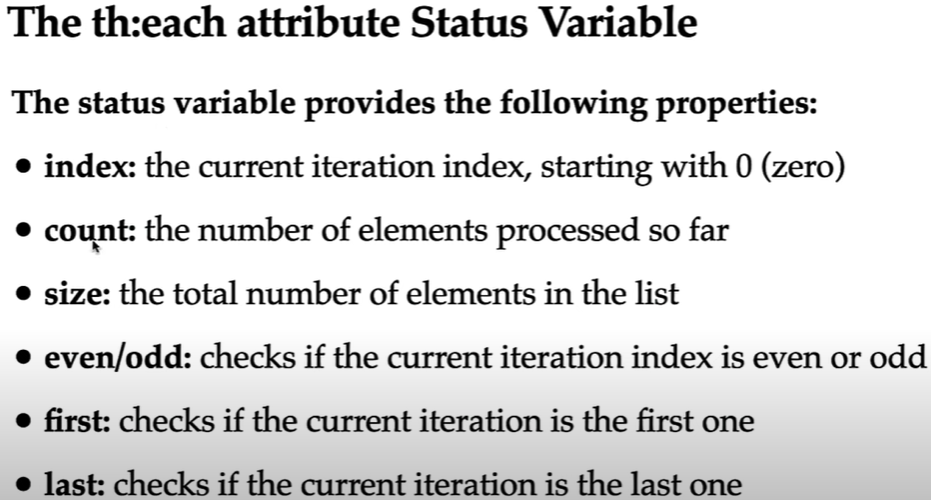 The th:each attribute Status Variable
The status variable provides the following properties:
• index: the current iteration index, starting with 0 (zero)
• count: the number of elements processed so far
• size: the total number of elements in the list
• even/odd: checks if the current iteration index is even or odd
• first: checks if the current iteration is the first one
• last: checks if the current iteration is the last one